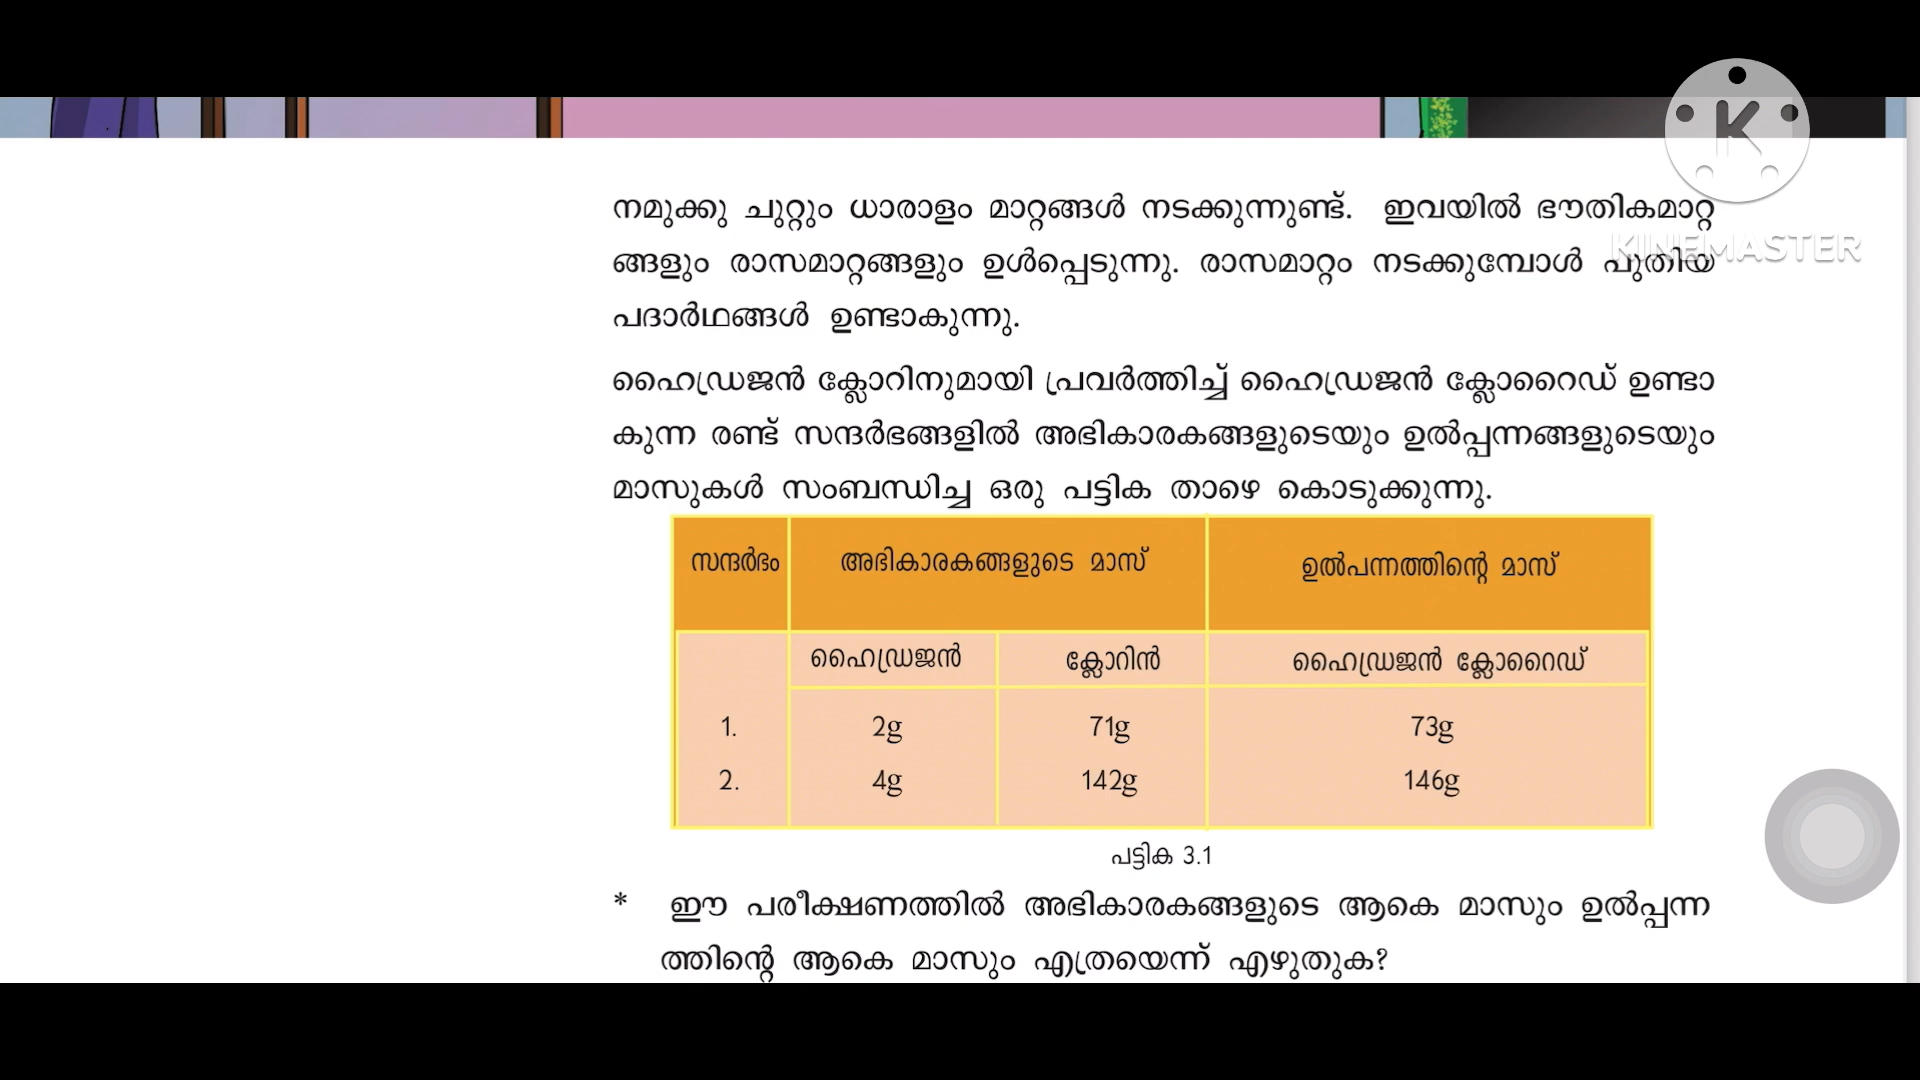 K
KINEMASTER
നമുക്കു ചുറ്റും ധാരാളം മാറ്റങ്ങൾ നടക്കുന്നുണ്ട്. ഇവയിൽ ഭൗതികമാറ്റ
ങ്ങളും രാസമാറ്റങ്ങളും ഉൾപ്പെടുന്നു. രാസമാറ്റം നടക്കുമ്പോൾ പുതിയ
പദാർഥങ്ങൾ ഉണ്ടാകുന്നു.
ഹൈഡ്രജൻ ക്ലോറിനുമായി പ്രവർത്തിച്ച് ഹൈഡ്രജൻ ക്ലോറൈഡ് ഉണ്ടാ
കുന്ന രണ്ട് സന്ദർഭങ്ങളിൽ അഭികാരകങ്ങളുടെയും ഉൽപ്പന്നങ്ങളുടെയും
മാസുകൾ സംബന്ധിച്ച ഒരു പട്ടിക താഴെ കൊടുക്കുന്നു.
സന്ദർഭം അഭികാരകങ്ങളുടെ മാസ് ഉൽപന്നത്തിന്റെ മാസ്
ഹൈഡ്രജൻ ക്ലോറിൻ ഹൈഡ്രജൻ ക്ലോറൈഡ്
1. 2g 71g 73g
2. 4g 142g 146g
പട്ടിക 3.1
* ഈ പരീക്ഷണത്തിൽ അഭികാരകങ്ങളുടെ ആകെ മാസും ഉൽപ്പന്ന
ത്തിന്റെ ആകെ മാസും എത്രയെന്ന് എഴുതുക?